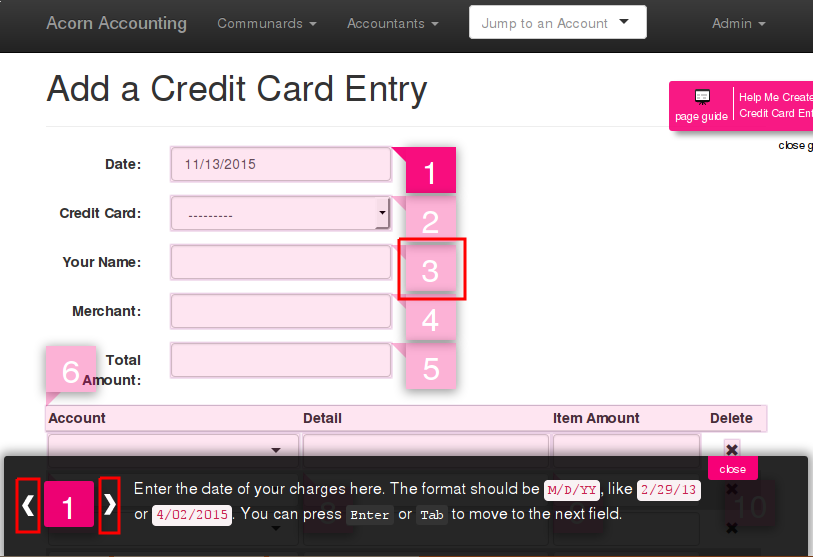 Acorn Accounting Communards Accountants Jump to an Account Admin
Add a Credit Card Entry
page guide
Help Me Create
Credit Card Ent
close g
Date: 11/13/2015 1
Credit Card: --------- 2
Your Name: 3
Merchant: 4
Total Amount: 5
6
Account Detail Item Amount Delete
close
1
Enter the date of your charges here. The format should be M/D/YY, like 2/29/13
or 4/02/2015. You can press Enter or Tab to move to the next field.
10